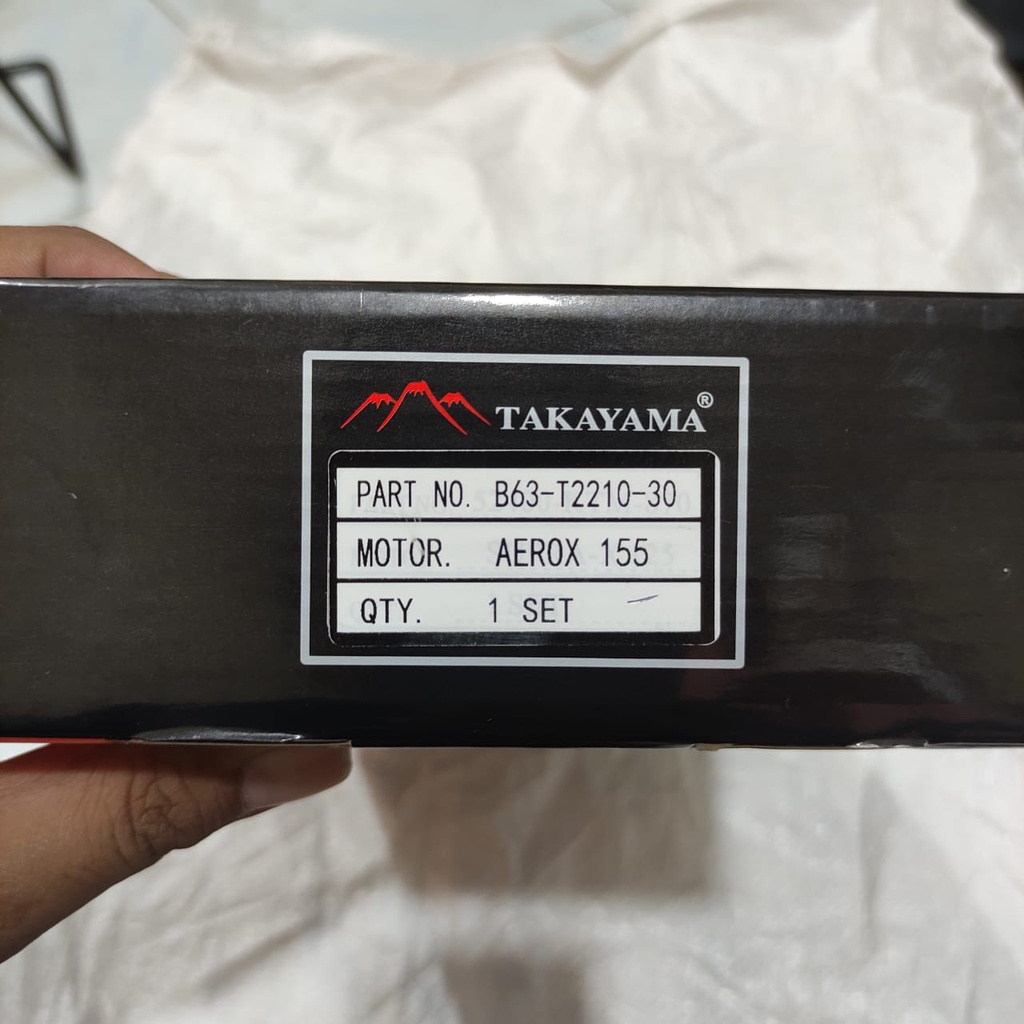 TAKAYAMA®
PART NO. B63-T2210-30
MOTOR. AEROX 155
QTY. 1 SET